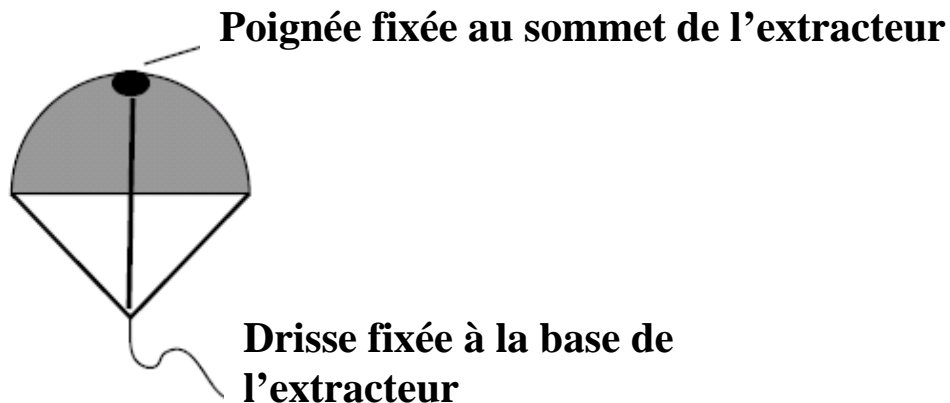 Poignée fixée au sommet de l’extracteur
Drisse fixée à la base de
l’extracteur